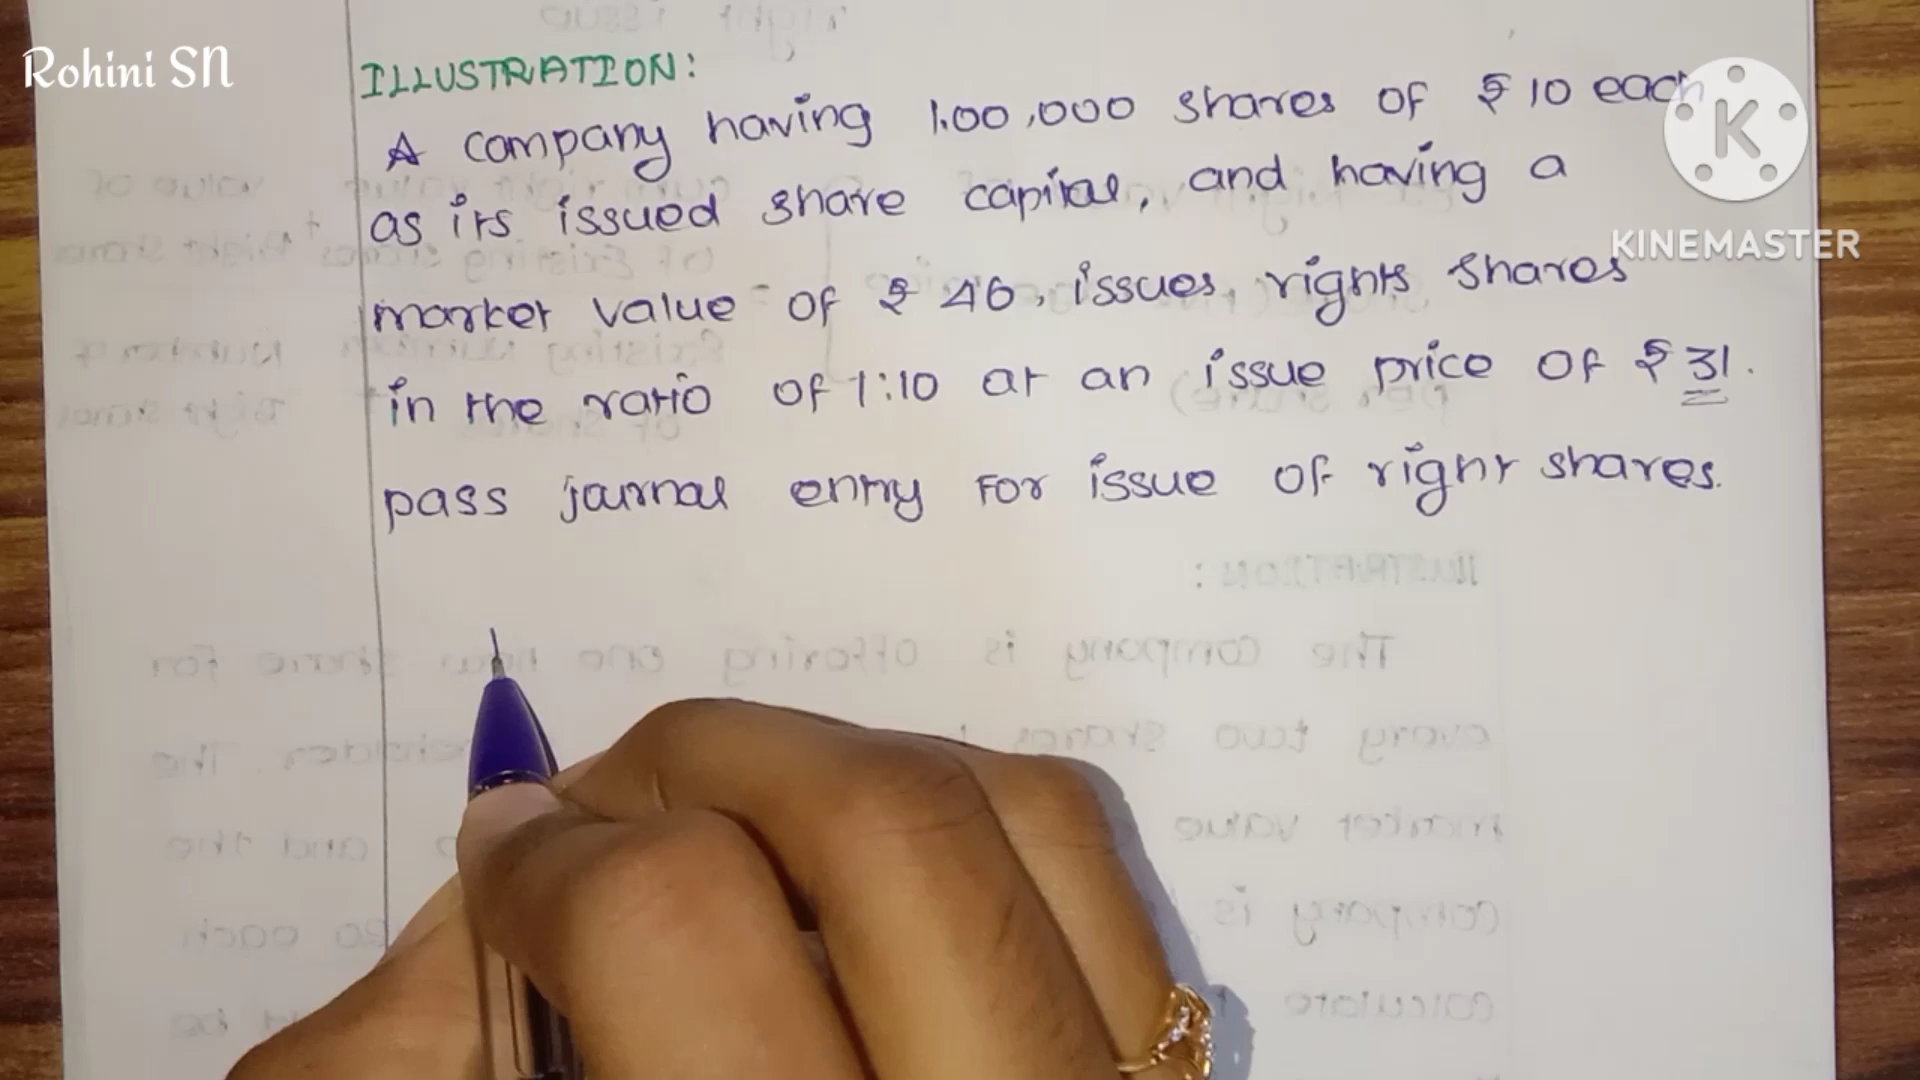 Rohini SN
ILLUSTRATION:
A company having 1.00,000 shares of ₹10 each
as its issued share capital, and having a
market value of ₹ 46, issues, rights shares
in the ratio of 1:10 at an issue price of ₹ 31.
pass journal entry for issue of right shares.
K
KINEMASTER